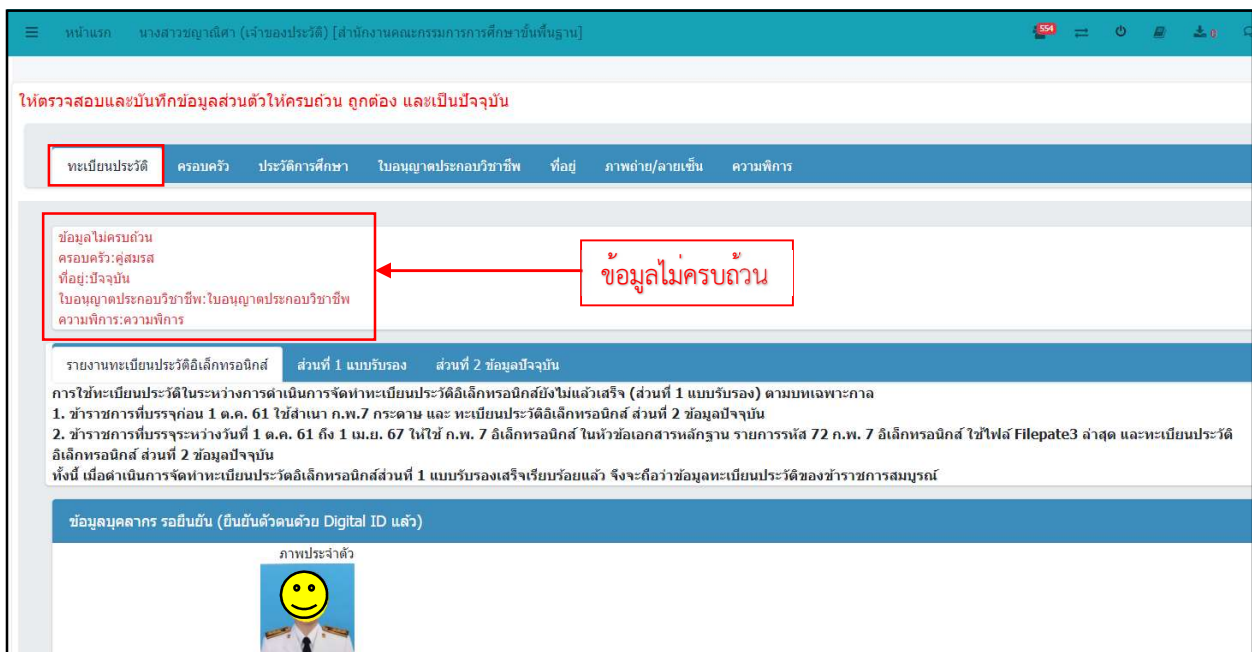 หน้าแรก นางสาวชญาณิศา (เจ้าของประวัติ) [สำนักงานคณะกรรมการการศึกษาขั้นพื้นฐาน] 554 0
ให้ตรวจสอบและบันทึกข้อมูลส่วนตัวให้ครบถ้วน ถูกต้อง และเป็นปัจจุบัน
ทะเบียนประวัติ ครอบครัว ประวัติการศึกษา ใบอนุญาตประกอบวิชาชีพ ที่อยู่ ภาพถ่าย/ลายเซ็น ความพิการ
ข้อมูลไม่ครบถ้วน
ครอบครัว:คู่สมรส
ที่อยู่:ปัจจุบัน
ใบอนุญาตประกอบวิชาชีพ:ใบอนุญาตประกอบวิชาชีพ
ความพิการ:ความพิการ
ข้อมูลไม่ครบถ้วน
รายงานทะเบียนประวัติอิเล็กทรอนิกส์ ส่วนที่ 1 แบบรับรอง ส่วนที่ 2 ข้อมูลปัจจุบัน
การใช้ทะเบียนประวัติในระหว่างการดำเนินการจัดทำทะเบียนประวัติอิเล็กทรอนิกส์ยังไม่แล้วเสร็จ (ส่วนที่ 1 แบบรับรอง) ตามบทเฉพาะกาล
1. ข้าราชการที่บรรจุก่อน 1 ต.ค. 61 ใช้สำเนา ก.พ.7 กระดาษ และ ทะเบียนประวัติอิเล็กทรอนิกส์ ส่วนที่ 2 ข้อมูลปัจจุบัน
2. ข้าราชการที่บรรจุระหว่างวันที่ 1 ต.ค. 61 ถึง 1 เม.ย. 67 ให้ใช้ ก.พ. 7 อิเล็กทรอนิกส์ ในหัวข้อเอกสารหลักฐาน รายการรหัส 72 ก.พ. 7 อิเล็กทรอนิกส์ ใช้ไฟล์ Filepate3 ล่าสุด และทะเบียนประวัติ
อิเล็กทรอนิกส์ ส่วนที่ 2 ข้อมูลปัจจุบัน
ทั้งนี้ เมื่อดำเนินการจัดทำทะเบียนประวัตอิเล็กทรอนิกส์ส่วนที่ 1 แบบรับรองเสร็จเรียบร้อยแล้ว จึงจะถือว่าข้อมูลทะเบียนประวัติของข้าราชการสมบูรณ์
ข้อมูลบุคลากร รอยืนยัน (ยืนยันตัวตนด้วย Digital ID แล้ว)
ภาพประจำตัว